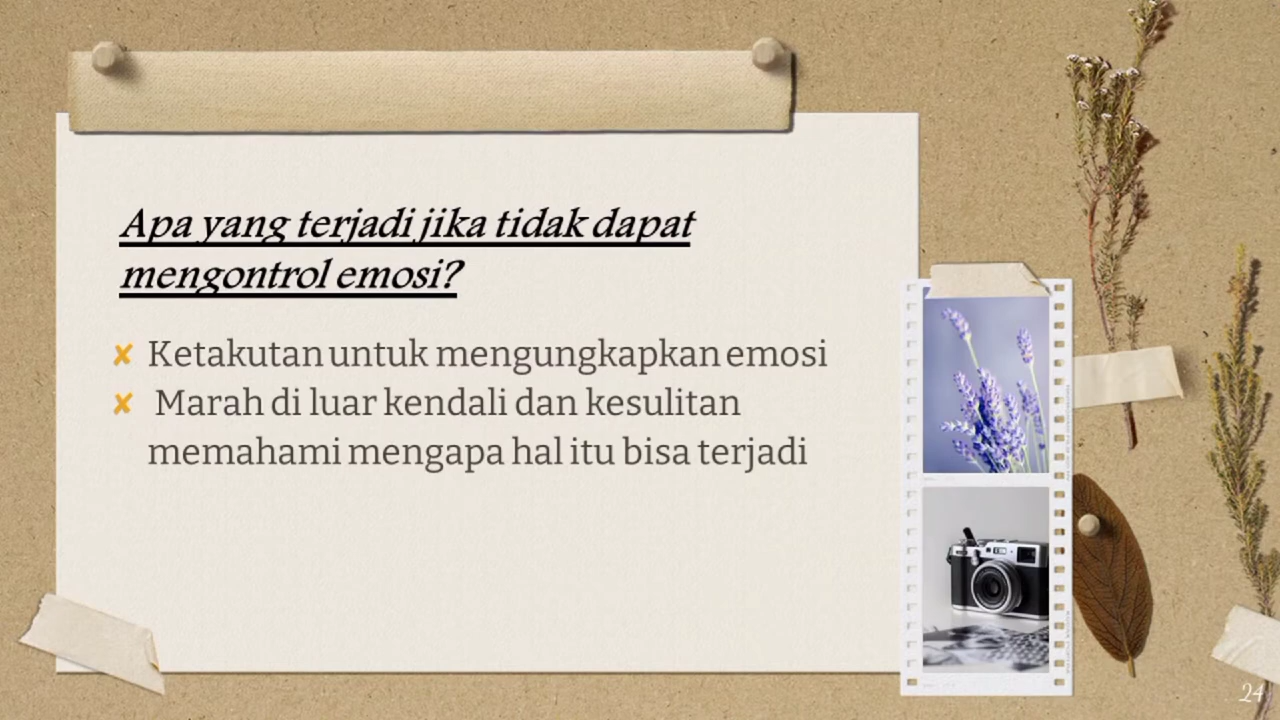 Apa yang terjadi jika tidak dapat
mengontrol emosi?
✘ Ketakutan untuk mengungkapkan emosi
✘ Marah di luar kendali dan kesulitan
memahami mengapa hal itu bisa terjadi
24